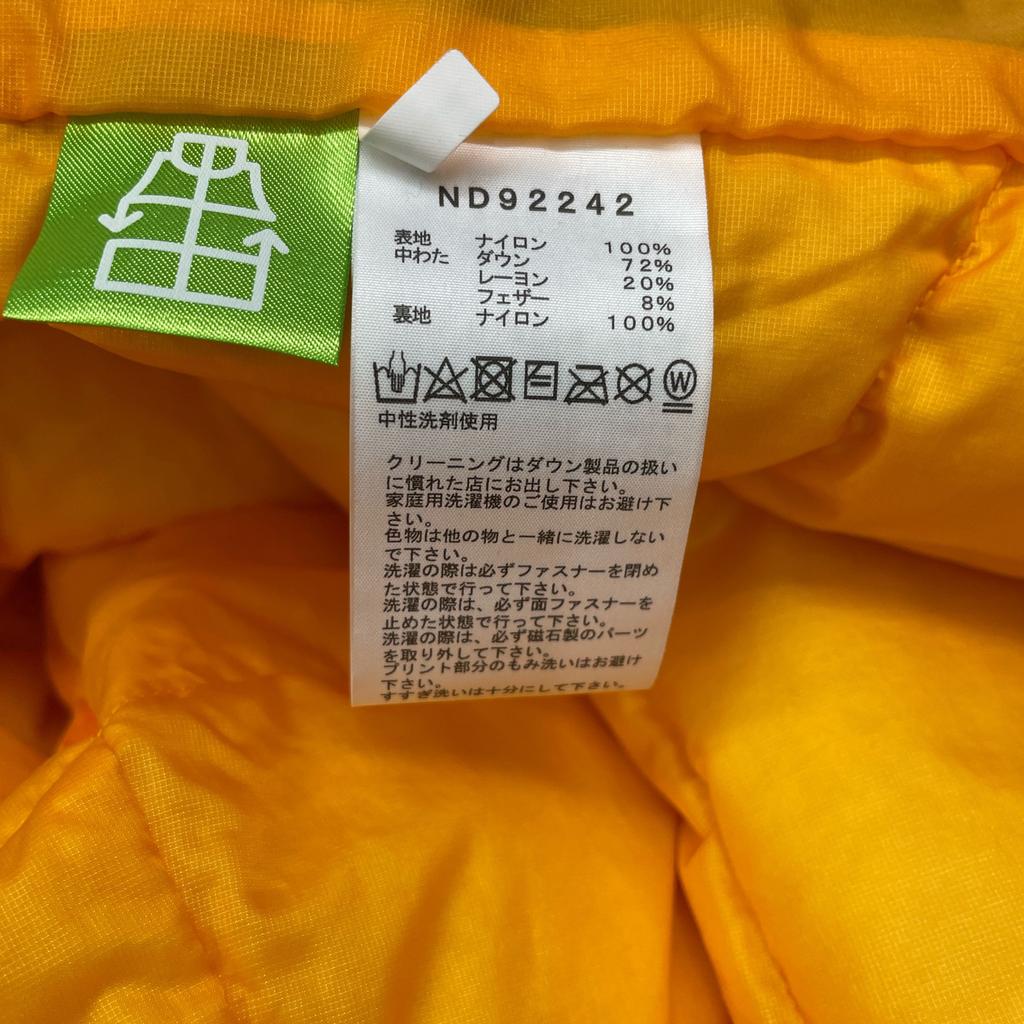 ND92242
表地 ナイロン 100%
中わた ダウン 72%
レーヨン 20%
フェザー 8%
裏地 ナイロン 100%
W
中性洗剤使用
クリーニングはダウン製品の扱い
に慣れた店にお出し下さい。
家庭用洗濯機のご使用はお避け下
さい。
色物は他の物と一緒に洗濯しない
で下さい。
洗濯の際は必ずファスナーを閉め
た状態で行って下さい。
洗濯の際は、必ず面ファスナーを
止めた状態で行って下さい。
洗濯の際は、必ず磁石製のパーツ
を取り外して下さい。
プリント部分のもみ洗いはお避け
下さい。
すすぎ洗いは十分にして下さい。